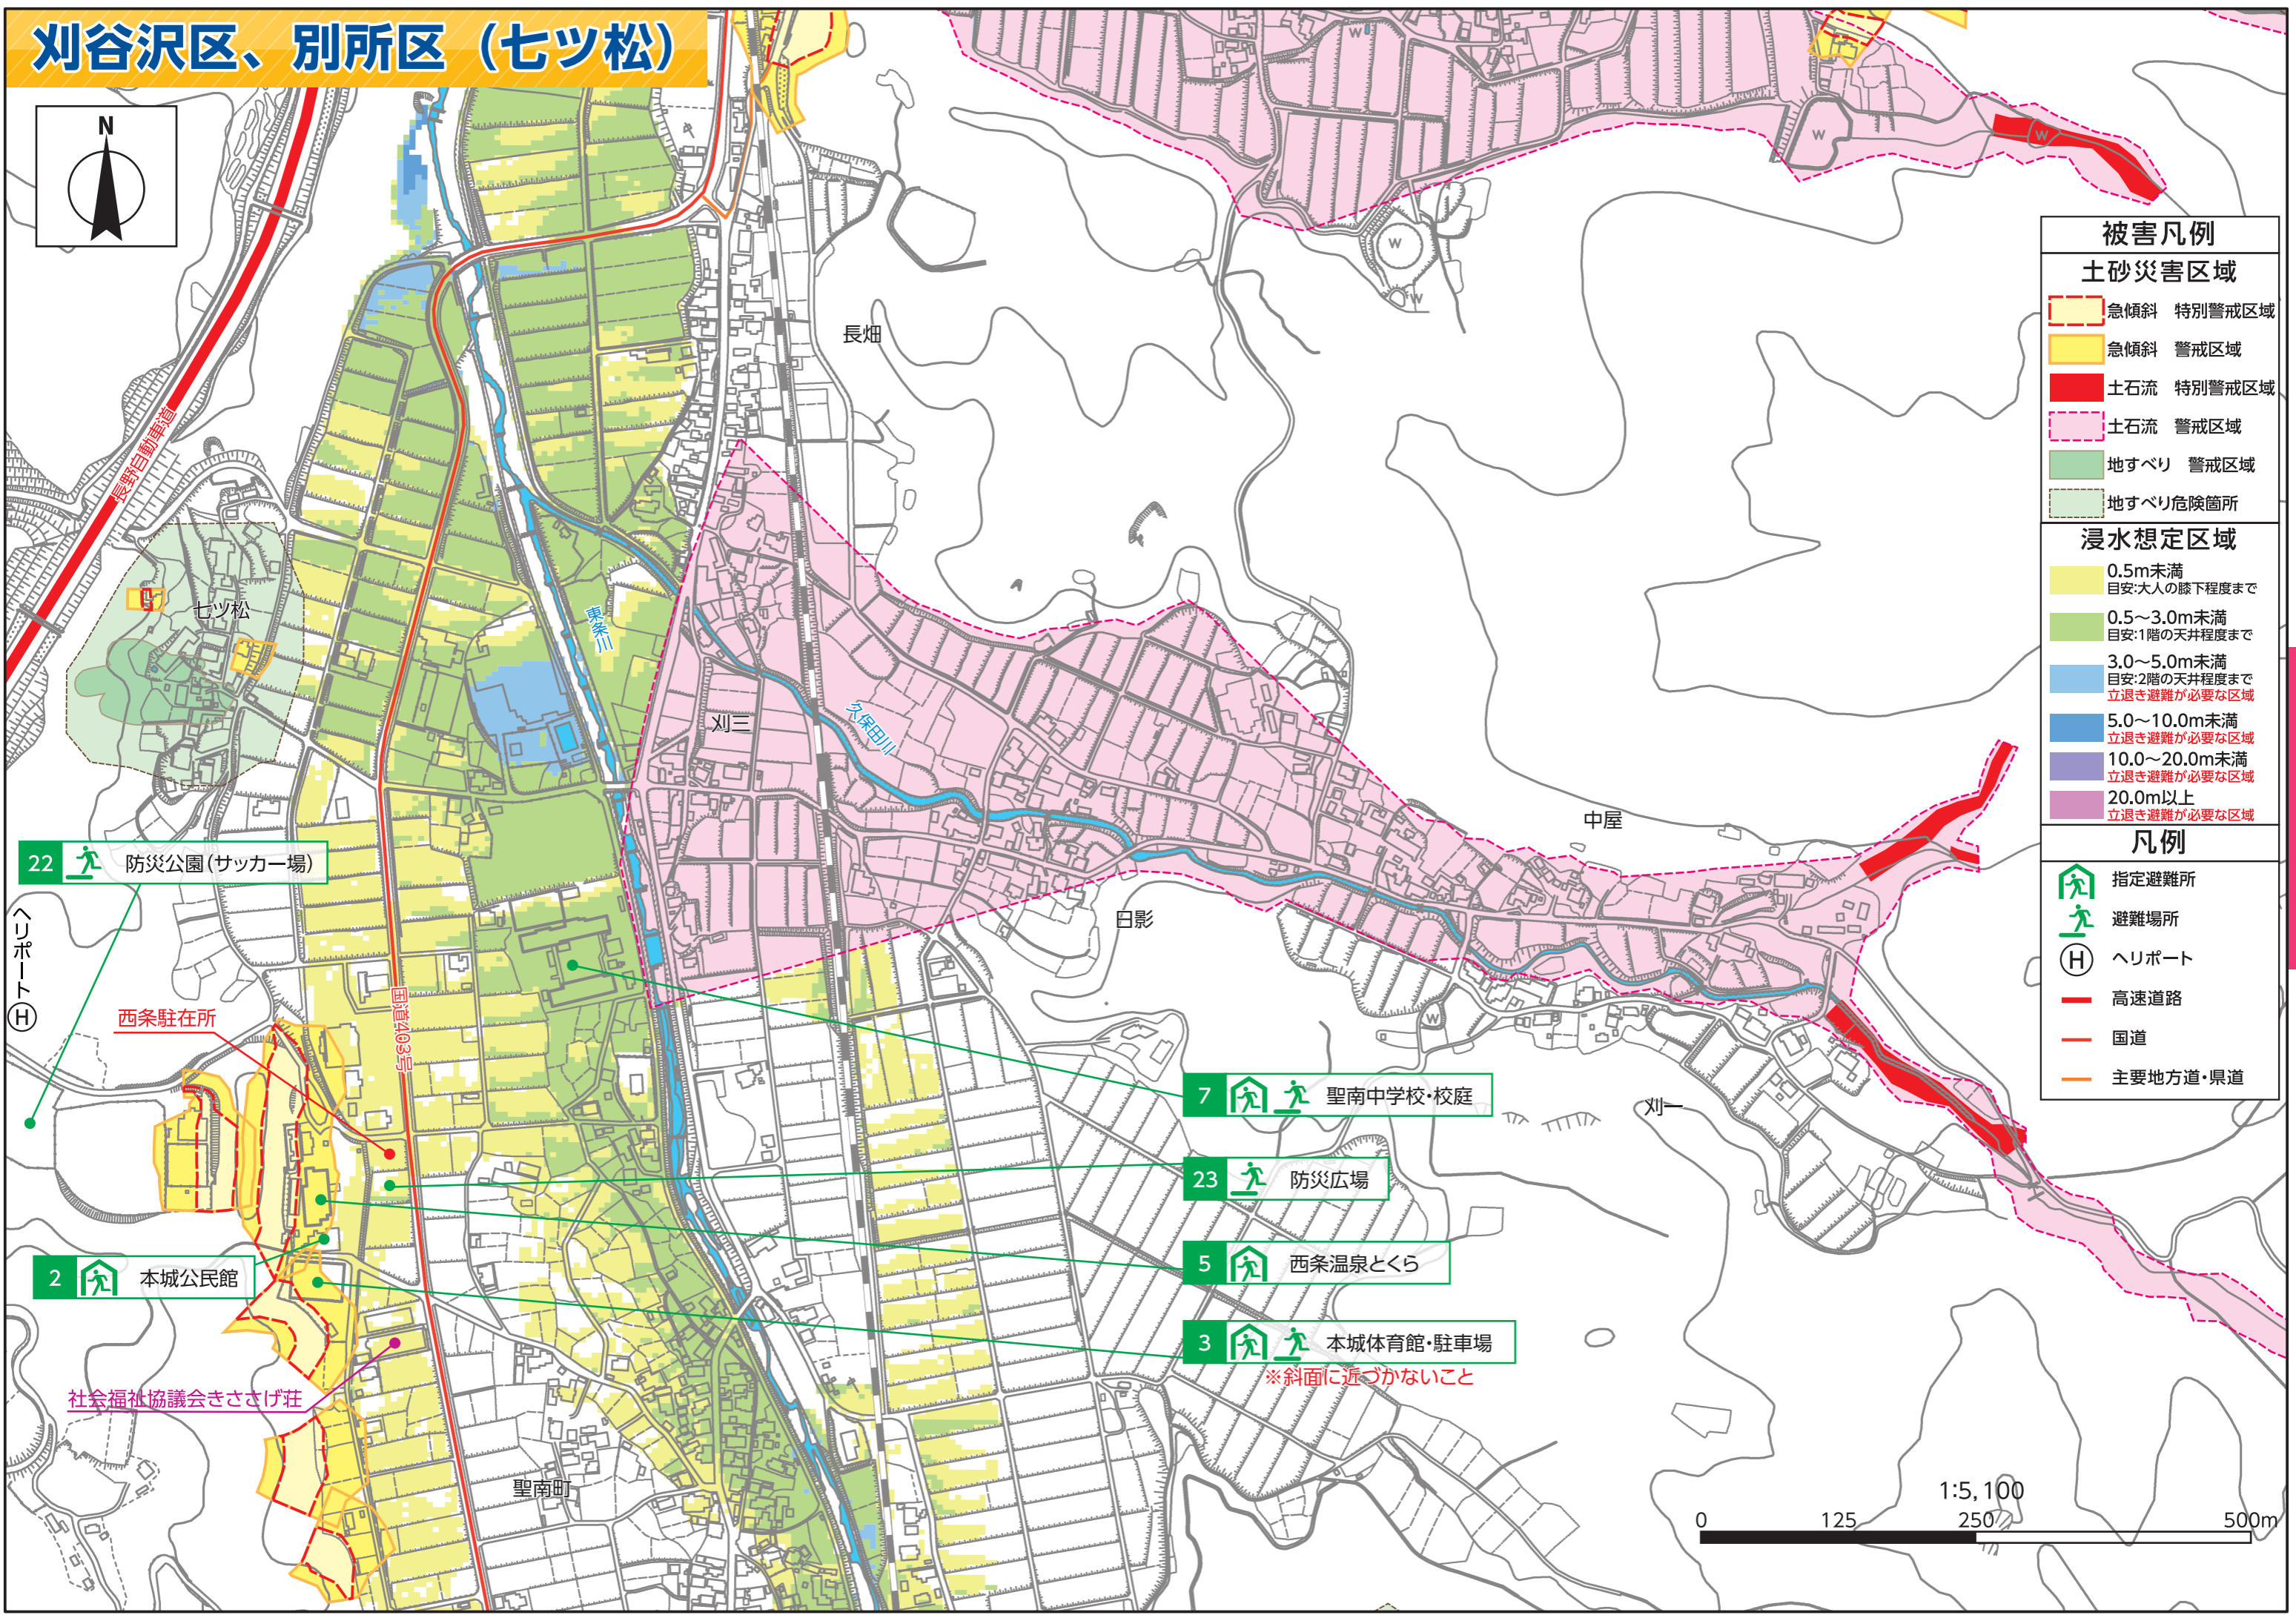 刈谷沢区、別所区（七ツ松）
N
W
W
W
W
W
長畑
長野自動車道
七ツ松
東条川
刈三
久保田川
中屋
日影
W
刈一
聖南町
国道403号
22 防災公園（サッカー場）
ヘリポート
H
西条駐在所
7 聖南中学校・校庭
23 防災広場
5 西条温泉とくら
2 本城公民館
3 本城体育館・駐車場
※斜面に近づかないこと
社会福祉協議会きささげ荘
被害凡例
土砂災害区域
急傾斜　特別警戒区域
急傾斜　警戒区域
土石流　特別警戒区域
土石流　警戒区域
地すべり　警戒区域
地すべり危険箇所
浸水想定区域
0.5m未満
目安:大人の膝下程度まで
0.5～3.0m未満
目安:1階の天井程度まで
3.0～5.0m未満
目安:2階の天井程度まで
立退き避難が必要な区域
5.0～10.0m未満
立退き避難が必要な区域
10.0～20.0m未満
立退き避難が必要な区域
20.0m以上
立退き避難が必要な区域
凡例
指定避難所
避難場所
H ヘリポート
高速道路
国道
主要地方道・県道
1:5,100
0 125 250 500m